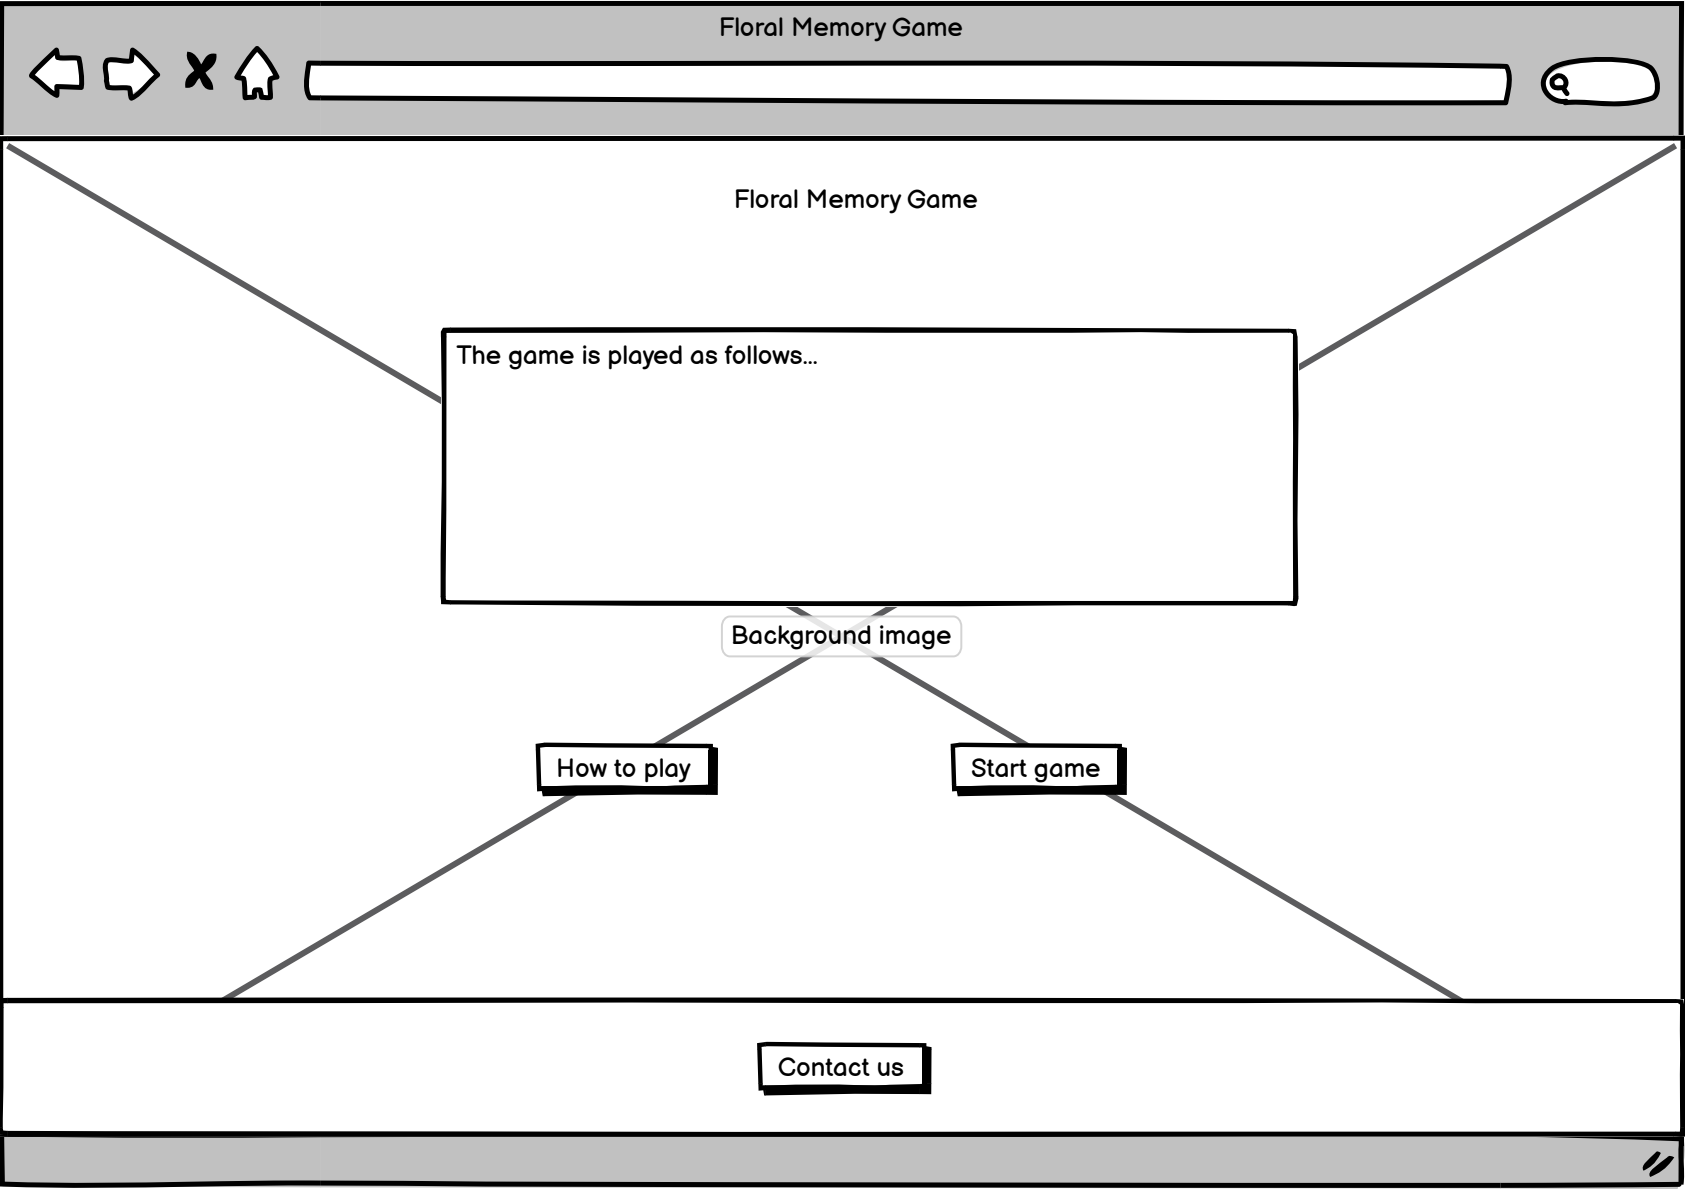 Floral Memory Game
Floral Memory Game
The game is played as follows...
Background image
How to play
Start game
Contact us